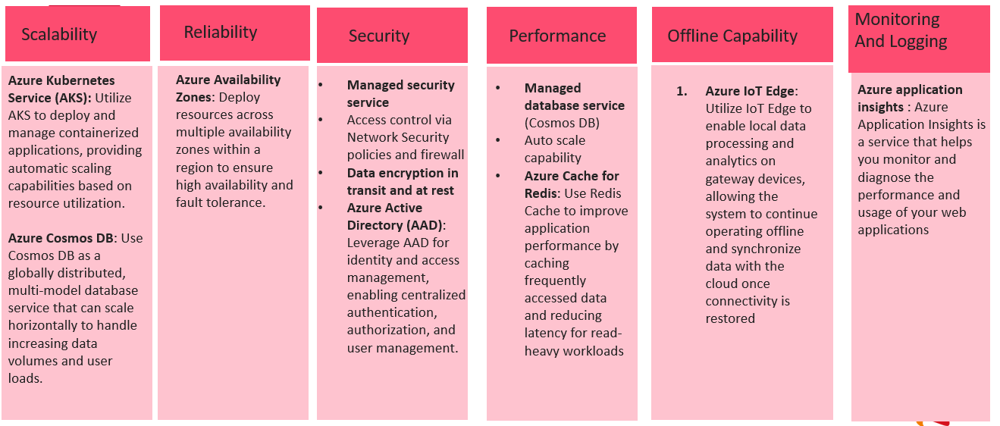 Scalability
Azure Kubernetes
Service (AKS): Utilize
AKS to deploy and
manage containerized
applications, providing
automatic scaling
capabilities based on
resource utilization.
Azure Cosmos DB: Use
Cosmos DB as a
globally distributed,
multi-model database
service that can scale
horizontally to handle
increasing data
volumes and user
loads.
Reliability
Azure Availability
Zones: Deploy
resources across
multiple availability
zones within a
region to ensure
high availability and
fault tolerance.
Security
• Managed security
service
• Access control via
Network Security
policies and firewall
• Data encryption in
transit and at rest
• Azure Active
Directory (AAD):
Leverage AAD for
identity and access
management,
enabling centralized
authentication,
authorization, and
user management.
Performance
• Managed
database service
(Cosmos DB)
• Auto scale
capability
• Azure Cache for
Redis: Use Redis
Cache to improve
application
performance by
caching
frequently
accessed data
and reducing
latency for read-
heavy workloads
Offline Capability
1. Azure IoT Edge:
Utilize IoT Edge to
enable local data
processing and
analytics on
gateway devices,
allowing the
system to continue
operating offline
and synchronize
data with the
cloud once
connectivity is
restored
Monitoring
And Logging
Azure application
insights : Azure
Application Insights is
a service that helps
you monitor and
diagnose the
performance and
usage of your web
applications